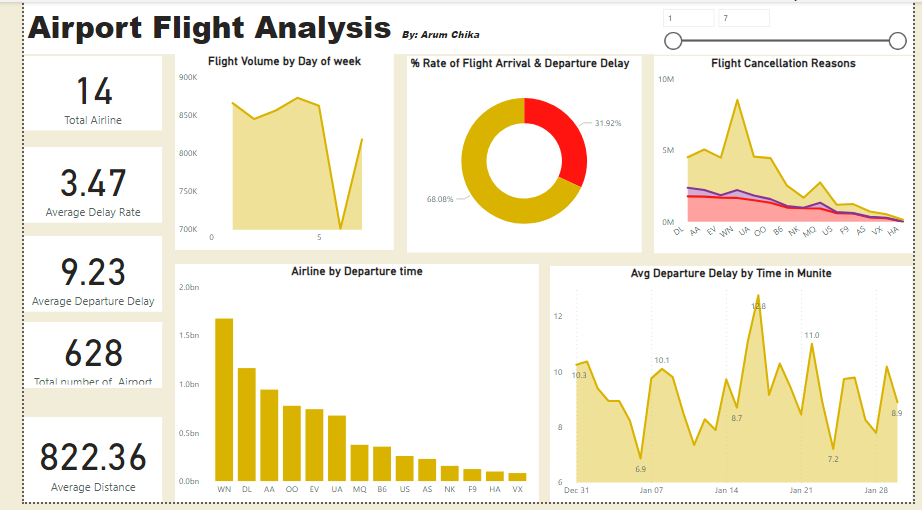 Airport Flight Analysis By: Arum Chika
1 7
14
Total Airline
3.47
Average Delay Rate
9.23
Average Departure Delay
628
Total number of Airport
822.36
Average Distance
Flight Volume by Day of week
900K
850K
800K
750K
700K
0 5
% Rate of Flight Arrival & Departure Delay
31.92%
68.08%
Flight Cancellation Reasons
10M
5M
0M
DL AA EV WN UA OO B6 NK MQ US F9 AS VX HA
Airline by Departure time
2.0bn
1.5bn
1.0bn
0.5bn
0.0bn
WN DL AA OO EV UA MQ B6 US AS NK F9 HA VX
Avg Departure Delay by Time in Munite
12
10
8
6
10.3
6.9
10.1
8.7
12.8
11.0
7.2
8.9
Dec 31 Jan 07 Jan 14 Jan 21 Jan 28